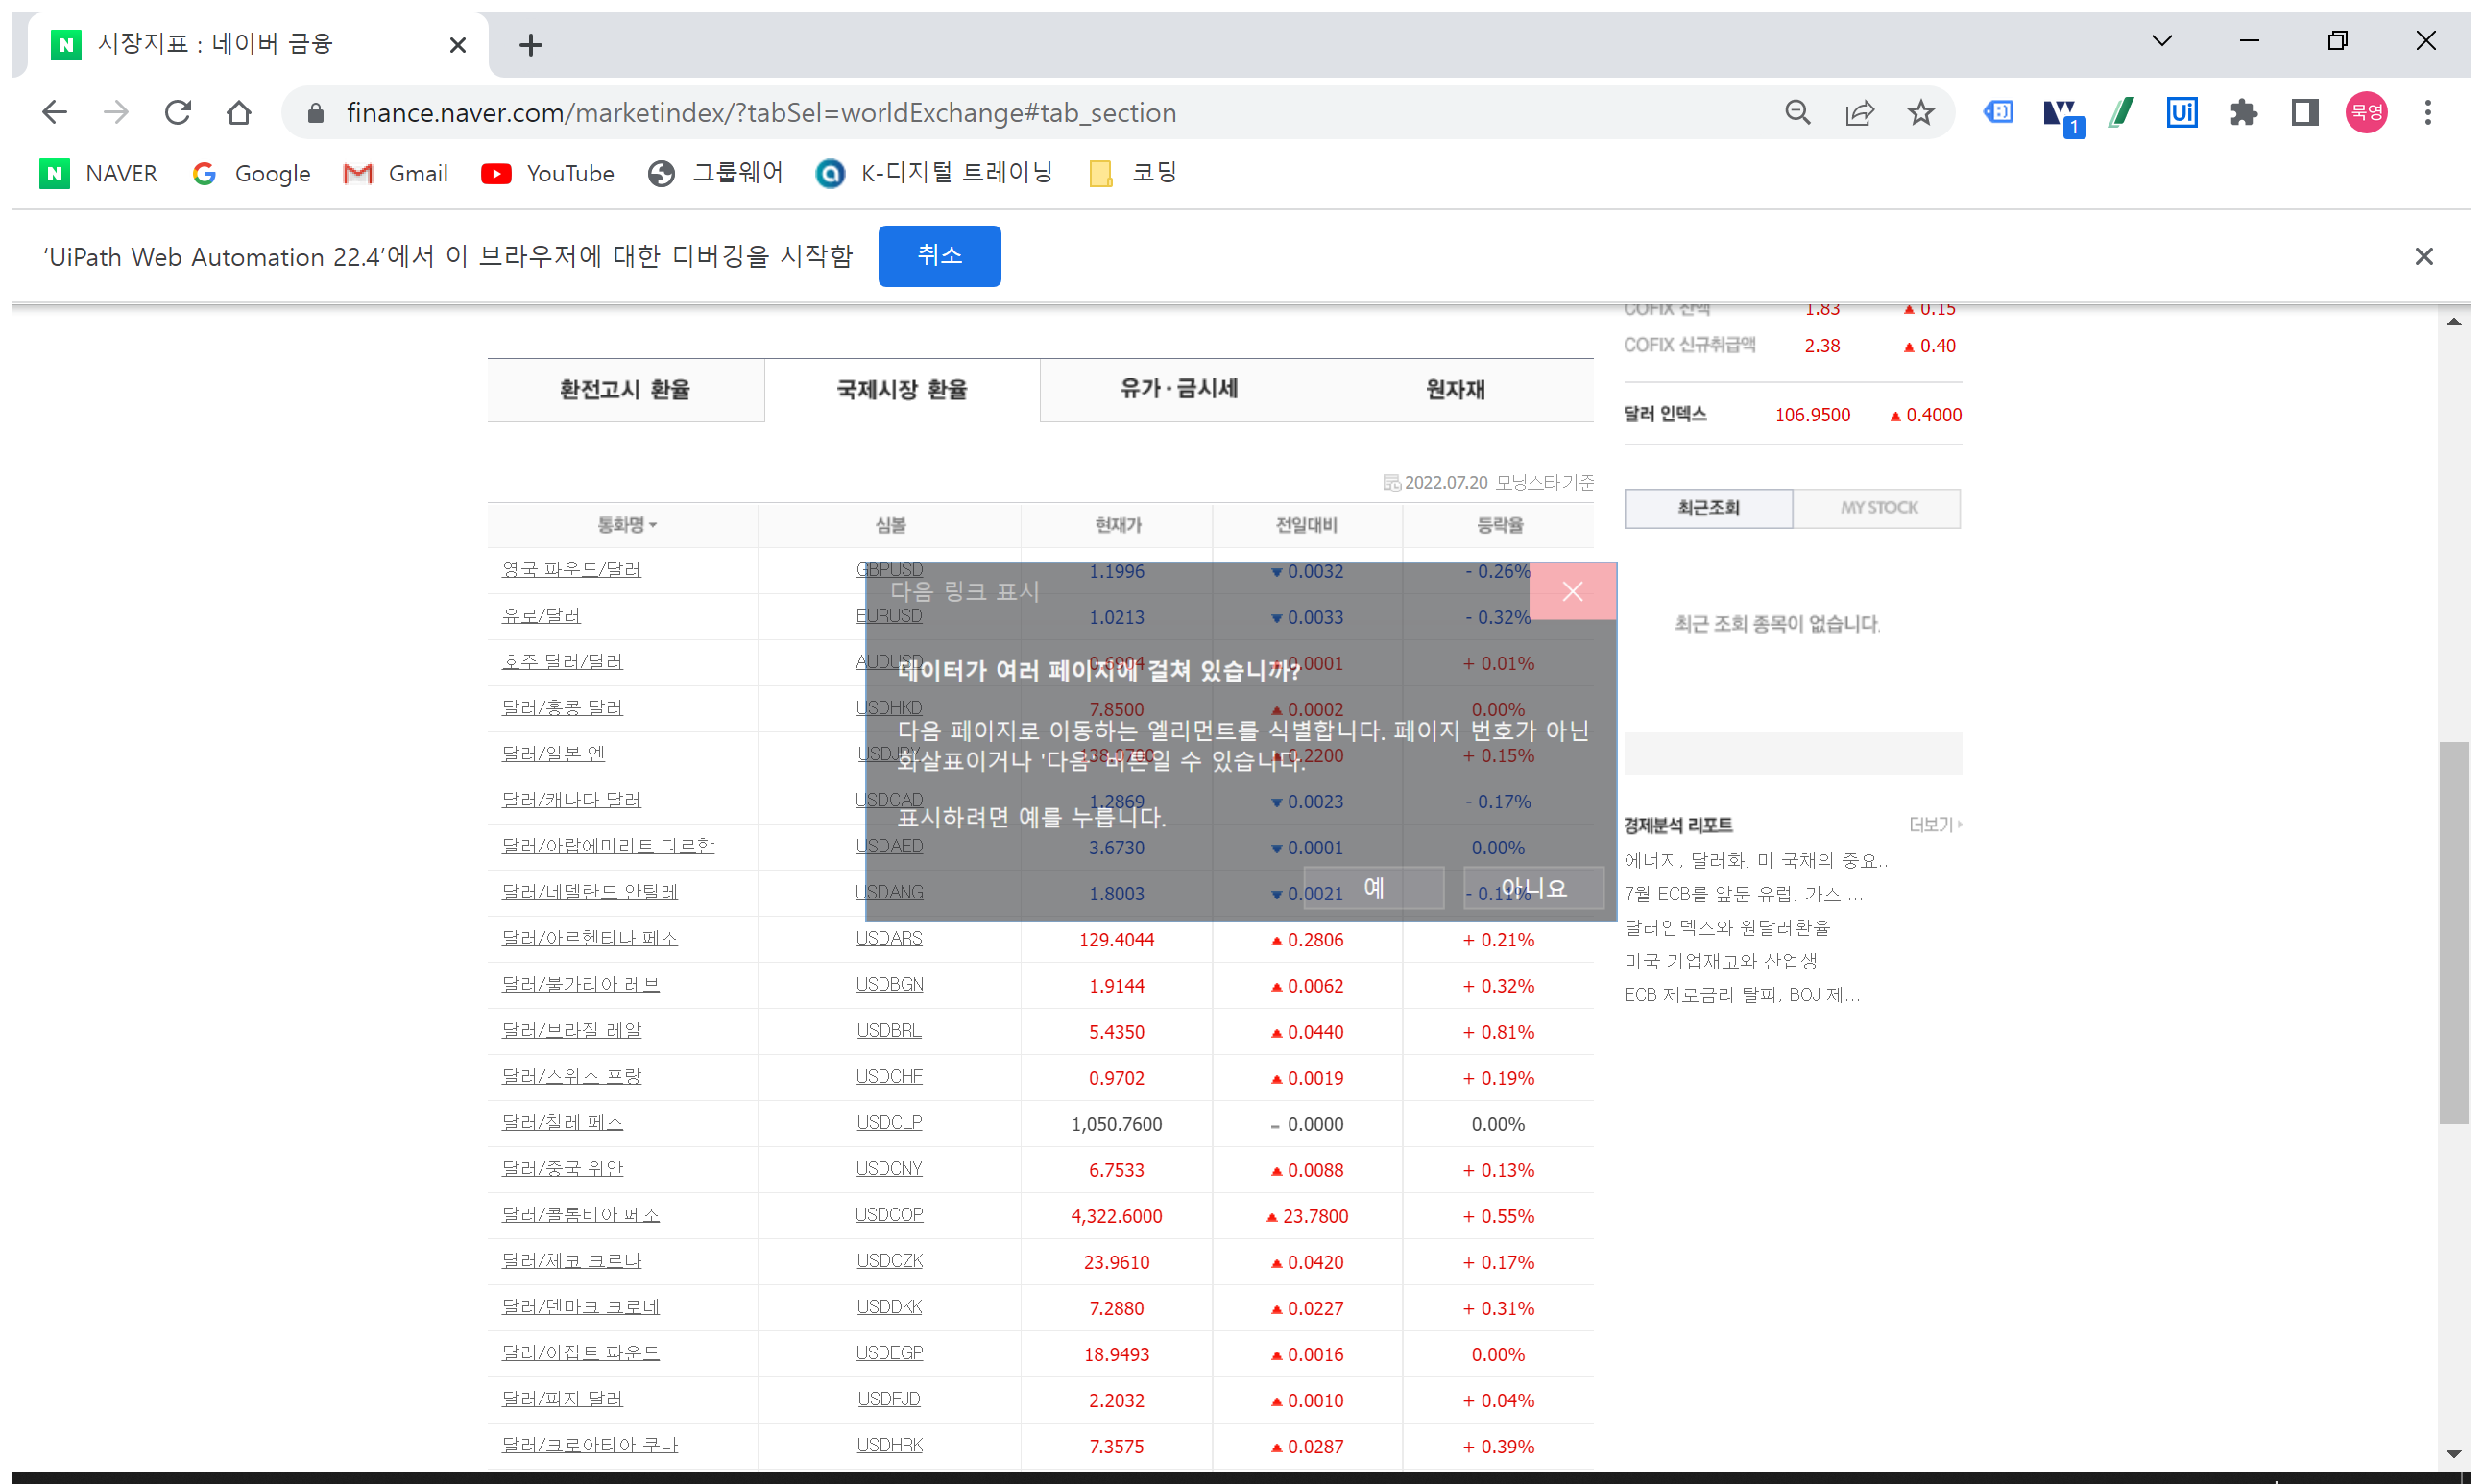 시장지표 : 네이버 금융
finance.naver.com/marketindex/?tabSel=worldExchange#tab_section
Ui
1
묵영
NAVER Google Gmail YouTube 그룹웨어 K-디지털 트레이닝 코딩
'UiPath Web Automation 22.4'에서 이 브라우저에 대한 디버깅을 시작함 취소
COFIX 잔액 1.83 ▲ 0.15
COFIX 신규취급액 2.38 ▲ 0.40
달러 인덱스 106.9500 ▲ 0.4000
환전고시 환율 국제시장 환율 유가·금시세 원자재
2022.07.20 모닝스타기준
통화명 심볼 현재가 전일대비 등락율
영국 파운드/달러 GBPUSD 1.1996 ▼ 0.0032 - 0.26%
유로/달러 EURUSD 1.0213 ▼ 0.0033 - 0.32%
호주 달러/달러 AUDUSD ▲ 0.0001 + 0.01%
달러/홍콩 달러 USDHKD 7.8500 ▲ 0.0002 0.00%
달러/일본 엔 USDJPY ▲ 0.2200 + 0.15%
달러/캐나다 달러 USDCAD 1.2869 ▼ 0.0023 - 0.17%
달러/아랍에미리트 디르함 USDAED 3.6730 ▼ 0.0001 0.00%
달러/네델란드 안틸레 USDANG 1.8003 ▼ 0.0021 - 0.11%
달러/아르헨티나 페소 USDARS 129.4044 ▲ 0.2806 + 0.21%
달러/불가리아 레브 USDBGN 1.9144 ▲ 0.0062 + 0.32%
달러/브라질 레알 USDBRL 5.4350 ▲ 0.0440 + 0.81%
달러/스위스 프랑 USDCHF 0.9702 ▲ 0.0019 + 0.19%
달러/칠레 페소 USDCLP 1,050.7600 - 0.0000 0.00%
달러/중국 위안 USDCNY 6.7533 ▲ 0.0088 + 0.13%
달러/콜롬비아 페소 USDCOP 4,322.6000 ▲ 23.7800 + 0.55%
달러/체코 크로나 USDCZK 23.9610 ▲ 0.0420 + 0.17%
달러/덴마크 크로네 USDDKK 7.2880 ▲ 0.0227 + 0.31%
달러/이집트 파운드 USDEGP 18.9493 ▲ 0.0016 0.00%
달러/피지 달러 USDFJD 2.2032 ▲ 0.0010 + 0.04%
달러/크로아티아 쿠나 USDHRK 7.3575 ▲ 0.0287 + 0.39%
다음 링크 표시
데이터가 여러 페이지에 걸쳐 있습니까?
다음 페이지로 이동하는 엘리먼트를 식별합니다. 페이지 번호가 아닌
화살표이거나 '다음' 버튼일 수 있습니다.
표시하려면 예를 누릅니다.
예 아니요
최근조회 MY STOCK
최근 조회 종목이 없습니다.
경제분석 리포트 더보기
에너지, 달러화, 미 국채의 중요...
7월 ECB를 앞둔 유럽, 가스 ...
달러인덱스와 원달러환율
미국 기업재고와 산업생
ECB 제로금리 탈피, BOJ 제...